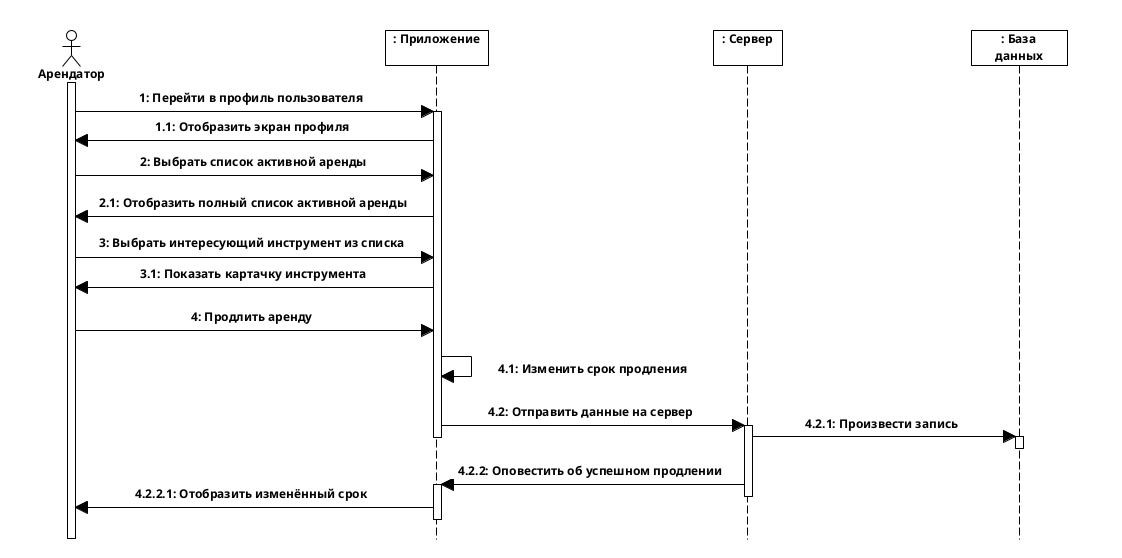 : Приложение
: Сервер
: База
данных
Арендатор
1: Перейти в профиль пользователя
1.1: Отобразить экран профиля
2: Выбрать список активной аренды
2.1: Отобразить полный список активной аренды
3: Выбрать интересующий инструмент из списка
3.1: Показать картачку инструмента
4: Продлить аренду
4.1: Изменить срок продления
4.2: Отправить данные на сервер
4.2.1: Произвести запись
4.2.2: Оповестить об успешном продлении
4.2.2.1: Отобразить изменённый срок